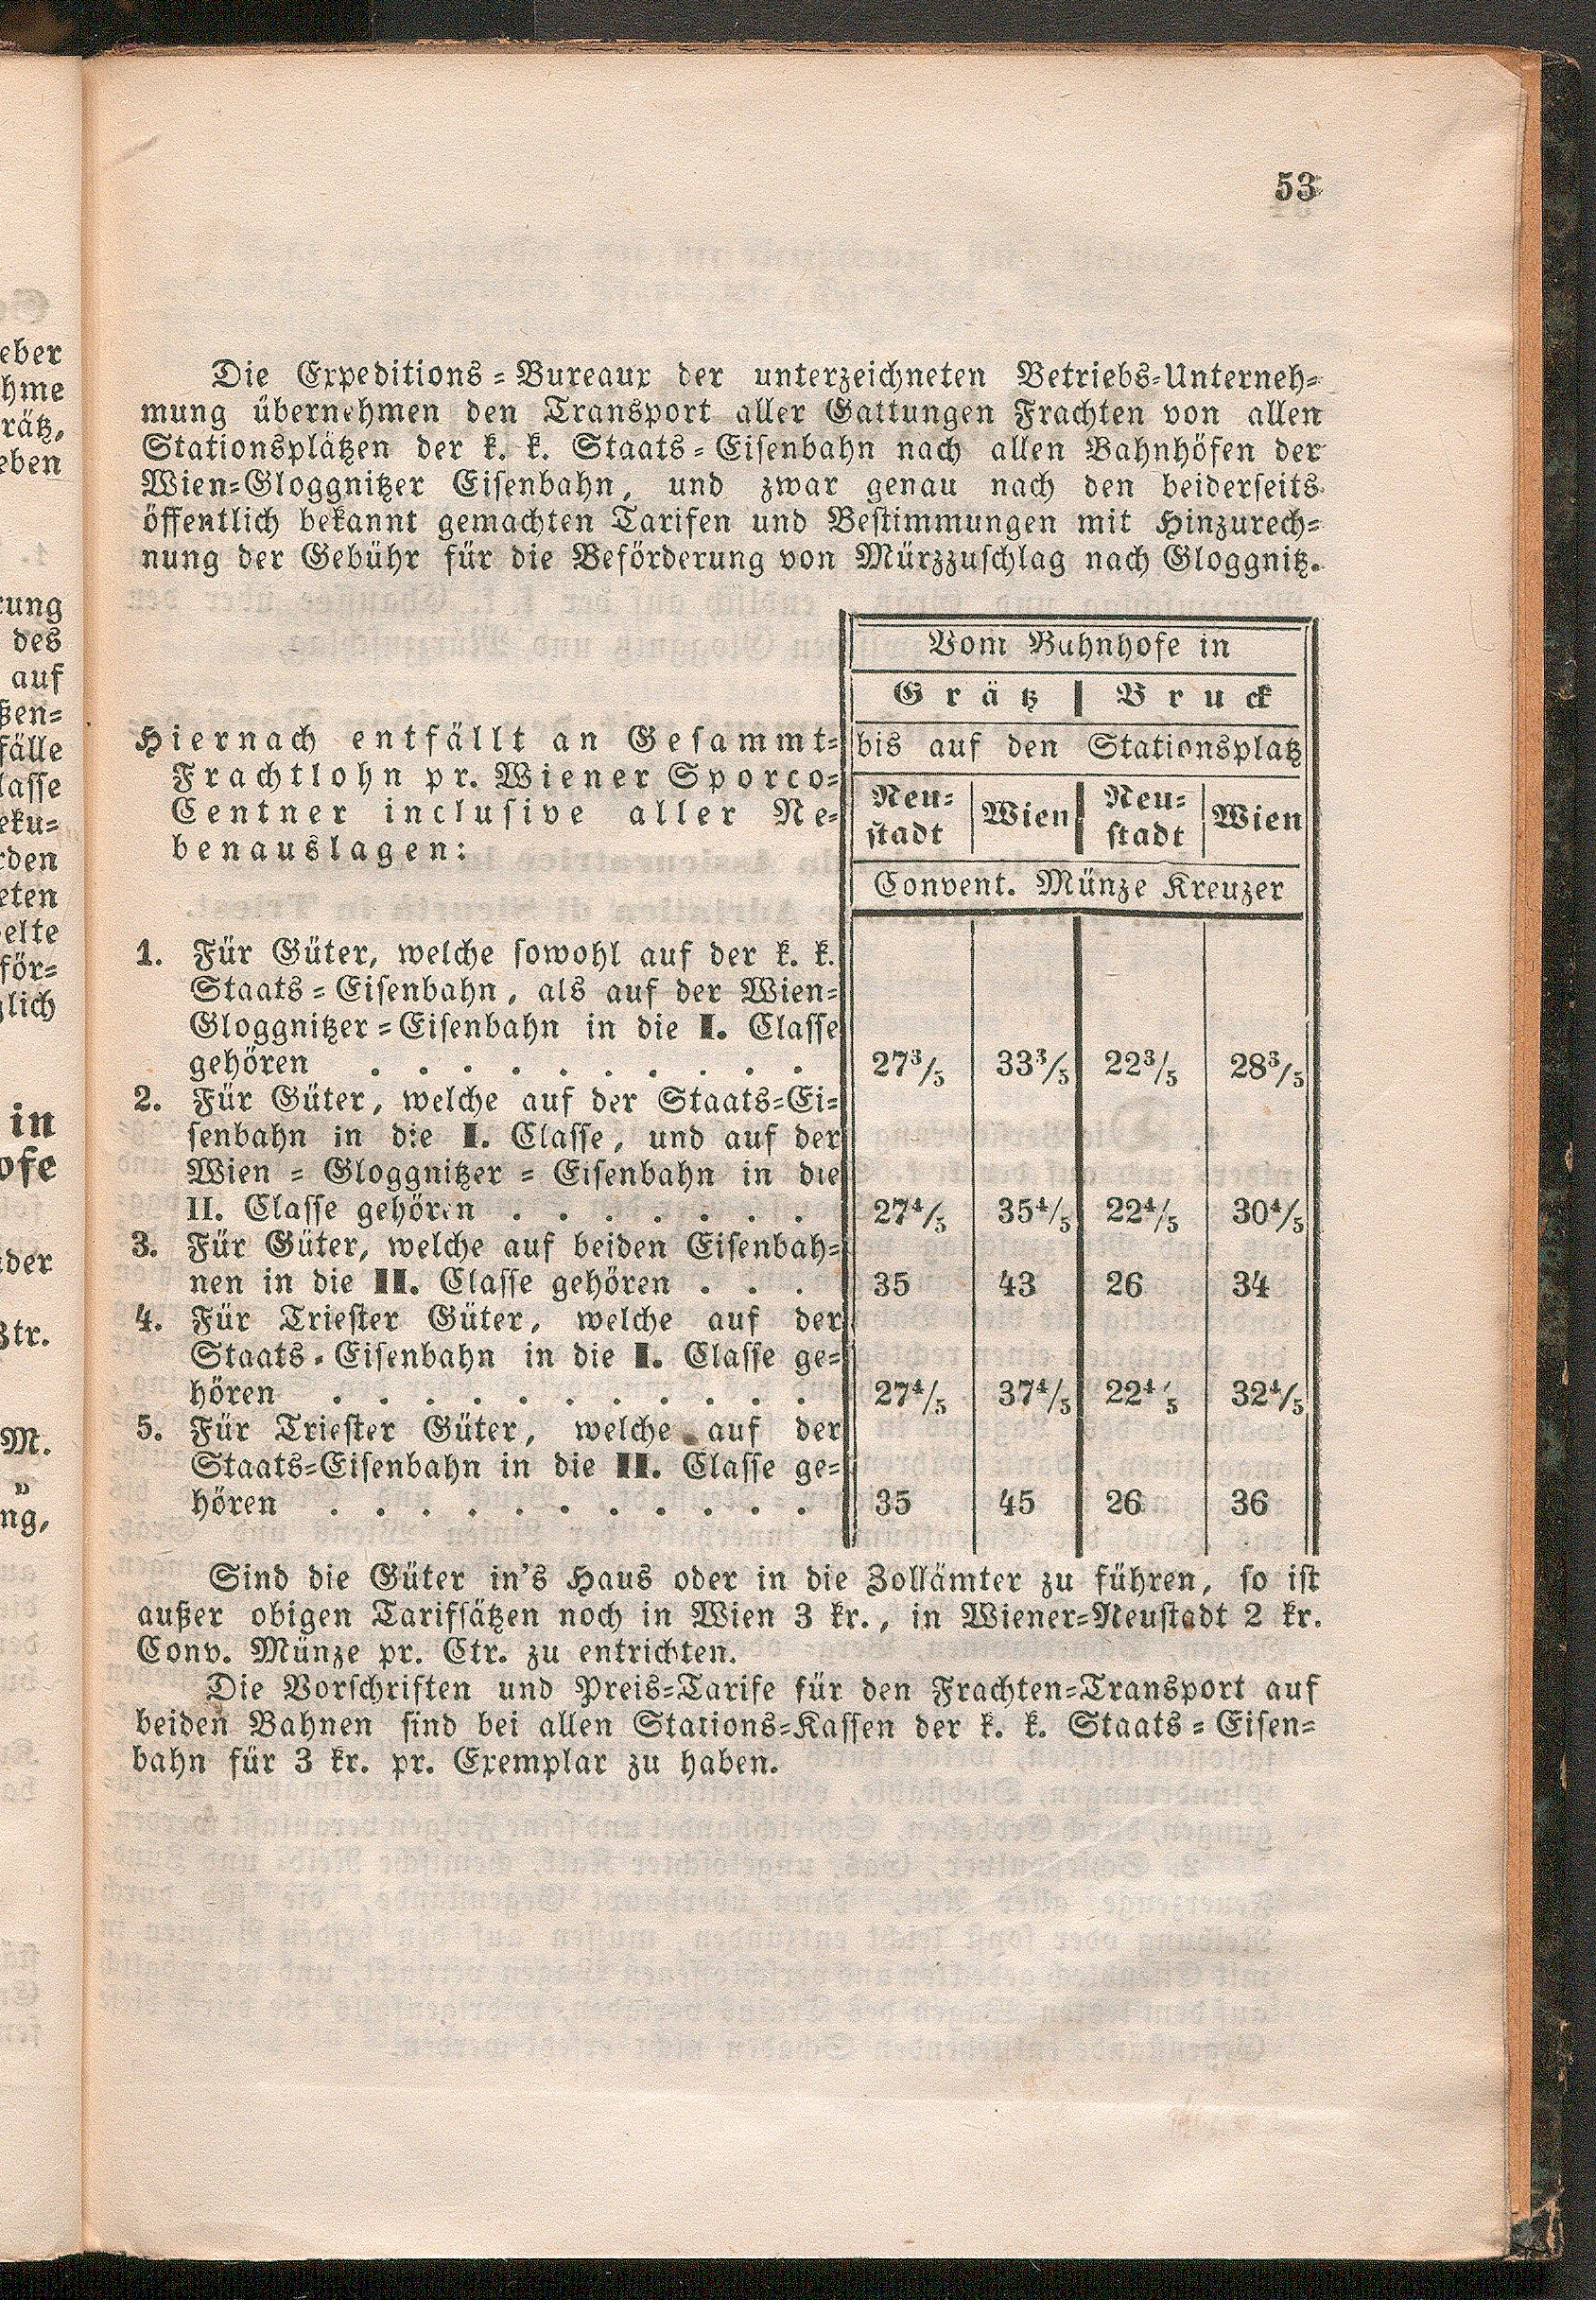 53
Die Expeditions-Bureaux der unterzeichneten Betriebs-Unterneh-
mung übernehmen den Transport aller Gattungen Frachten von allen
Stationsplätzen der k. k. Staats-Eisenbahn nach allen Bahnhöfen der
Wien-Gloggnitzer Eisenbahn, und zwar genau nach den beiderseits
öffentlich bekannt gemachten Tarifen und Bestimmungen mit Hinzurech-
nung der Gebühr für die Beförderung von Mürzzuschlag nach Gloggnitz.
Hiernach entfällt an Gesammt-
Frachtlohn pr. Wiener Sporco-
Centner inclusive aller Ne-
benauslagen:
Vom Bahnhofe in
Grätz Bruck
bis auf den Stationsplatz
Neu-stadt Wien Neu-stadt Wien
Convent. Münze Kreuzer
1. Für Güter, welche sowohl auf der k. k.
Staats-Eisenbahn, als auf der Wien-
Gloggnitzer-Eisenbahn in die I. Classe
gehören . . . . . . . . . . 27³/₅ 33³/₅ 22³/₅ 28³/₅
2. Für Güter, welche auf der Staats-Ei-
senbahn in die I. Classe, und auf der
Wien-Gloggnitzer-Eisenbahn in die
II. Classe gehören . . . . . . . 27⁴/₅ 35⁴/₅ 22⁴/₅ 30⁴/₅
3. Für Güter, welche auf beiden Eisenbah-
nen in die II. Classe gehören . . . 35 43 26 34
4. Für Triester Güter, welche auf der
Staats-Eisenbahn in die I. Classe ge-
hören . . . . . . . . . . . 27⁴/₅ 37⁴/₅ 22⁴/₅ 32⁴/₅
5. Für Triester Güter, welche auf der
Staats-Eisenbahn in die II. Classe ge-
hören . . . . . . . . . . . 35 45 26 36
Sind die Güter in's Haus oder in die Zollämter zu führen, so ist
außer obigen Tarifsätzen noch in Wien 3 kr., in Wiener-Neustadt 2 kr.
Conv. Münze pr. Ctr. zu entrichten.
Die Vorschriften und Preis-Tarife für den Frachten-Transport auf
beiden Bahnen sind bei allen Stations-Kassen der k. k. Staats-Eisen-
bahn für 3 kr. pr. Exemplar zu haben.